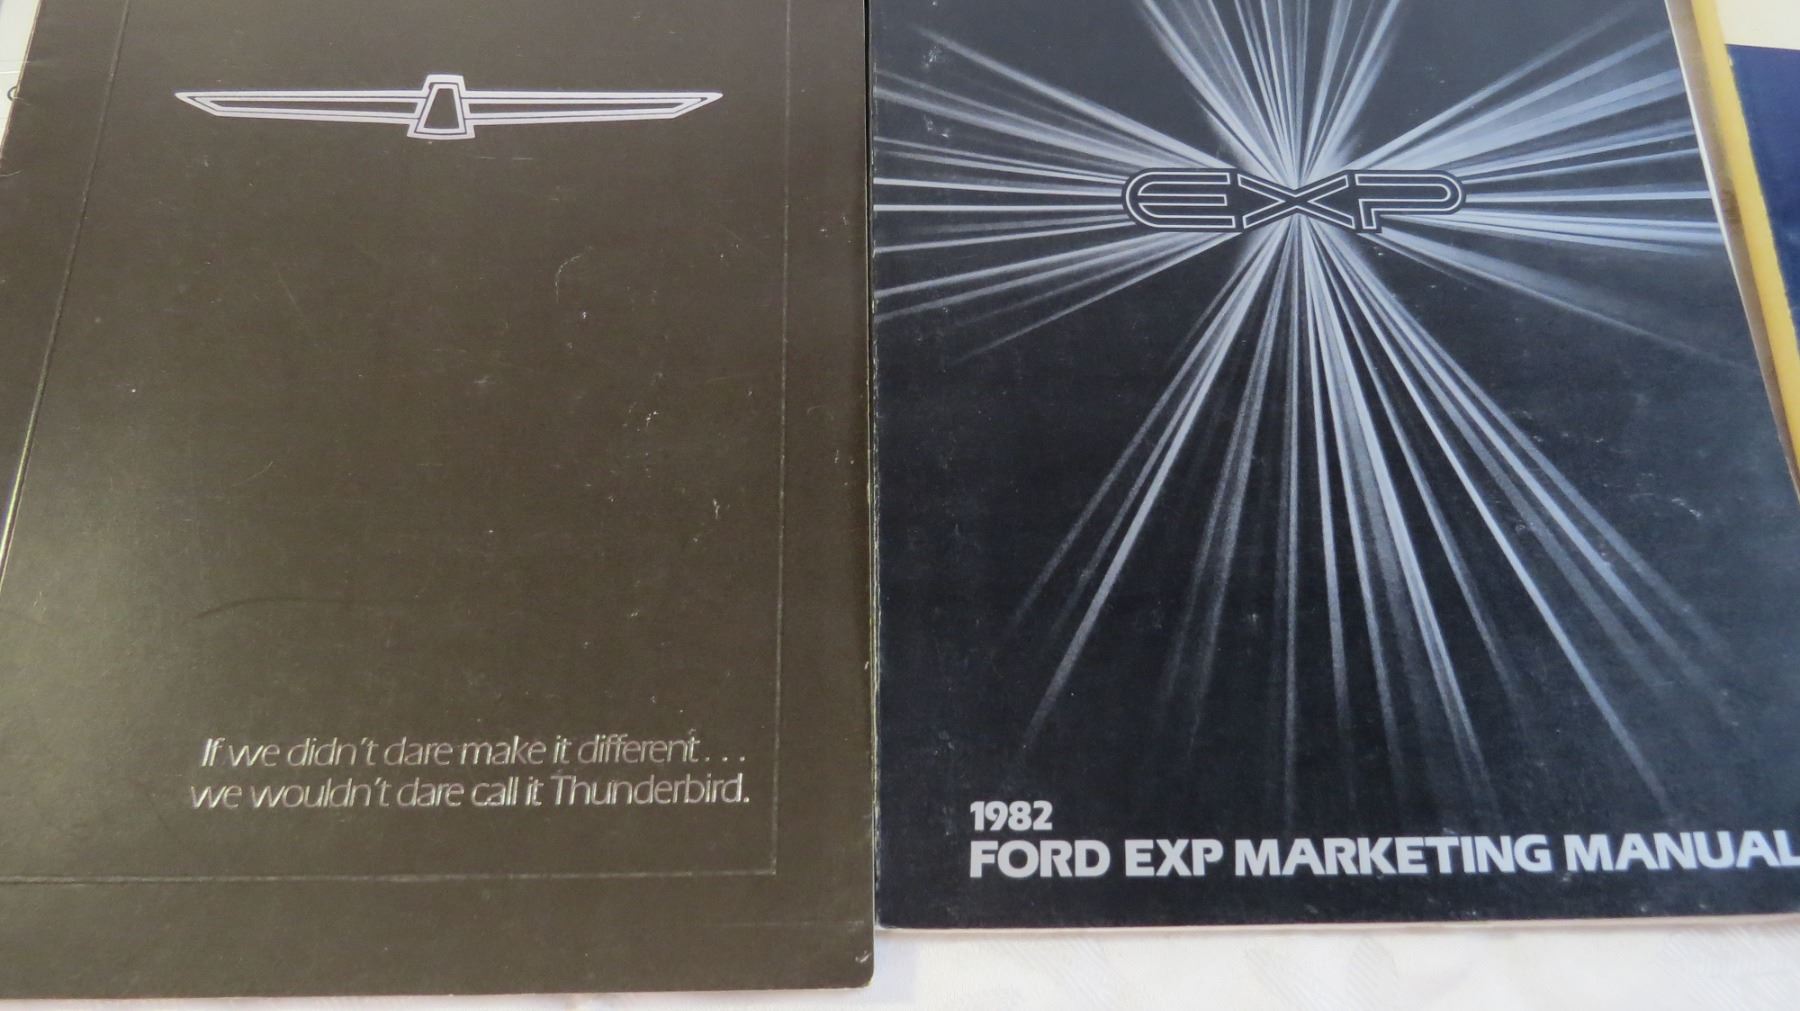 If we didn't dare make it different...
we wouldn't dare call it Thunderbird.
EXP
1982
FORD EXP MARKETING MANUAL